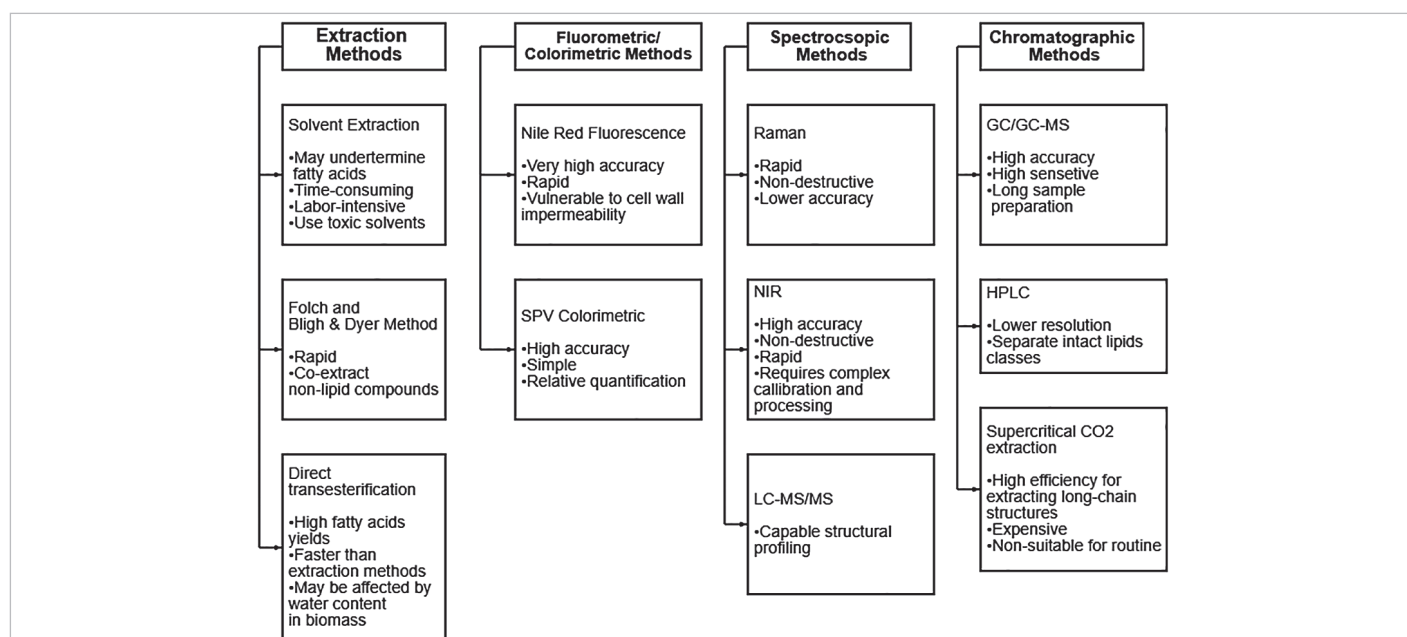 Extraction
Methods
Solvent Extraction
•May undertermine
fatty acids
•Time-consuming
•Labor-intensive
•Use toxic solvents
Folch and
Bligh & Dyer Method
•Rapid
•Co-extract
non-lipid compounds
Direct
transesterification
•High fatty acids
yields
•Faster than
extraction methods
•May be affected by
water content
in biomass
Fluorometric/
Colorimetric Methods
Nile Red Fluorescence
•Very high accuracy
•Rapid
•Vulnerable to cell wall
impermeability
SPV Colorimetric
•High accuracy
•Simple
•Relative quantification
Spectrocsopic
Methods
Raman
•Rapid
•Non-destructive
•Lower accuracy
NIR
•High accuracy
•Non-destructive
•Rapid
•Requires complex
callibration and
processing
LC-MS/MS
•Capable structural
profiling
Chromatographic
Methods
GC/GC-MS
•High accuracy
•High sensetive
•Long sample
preparation
HPLC
•Lower resolution
•Separate intact lipids
classes
Supercritical CO2
extraction
•High efficiency for
extracting long-chain
structures
•Expensive
•Non-suitable for routine